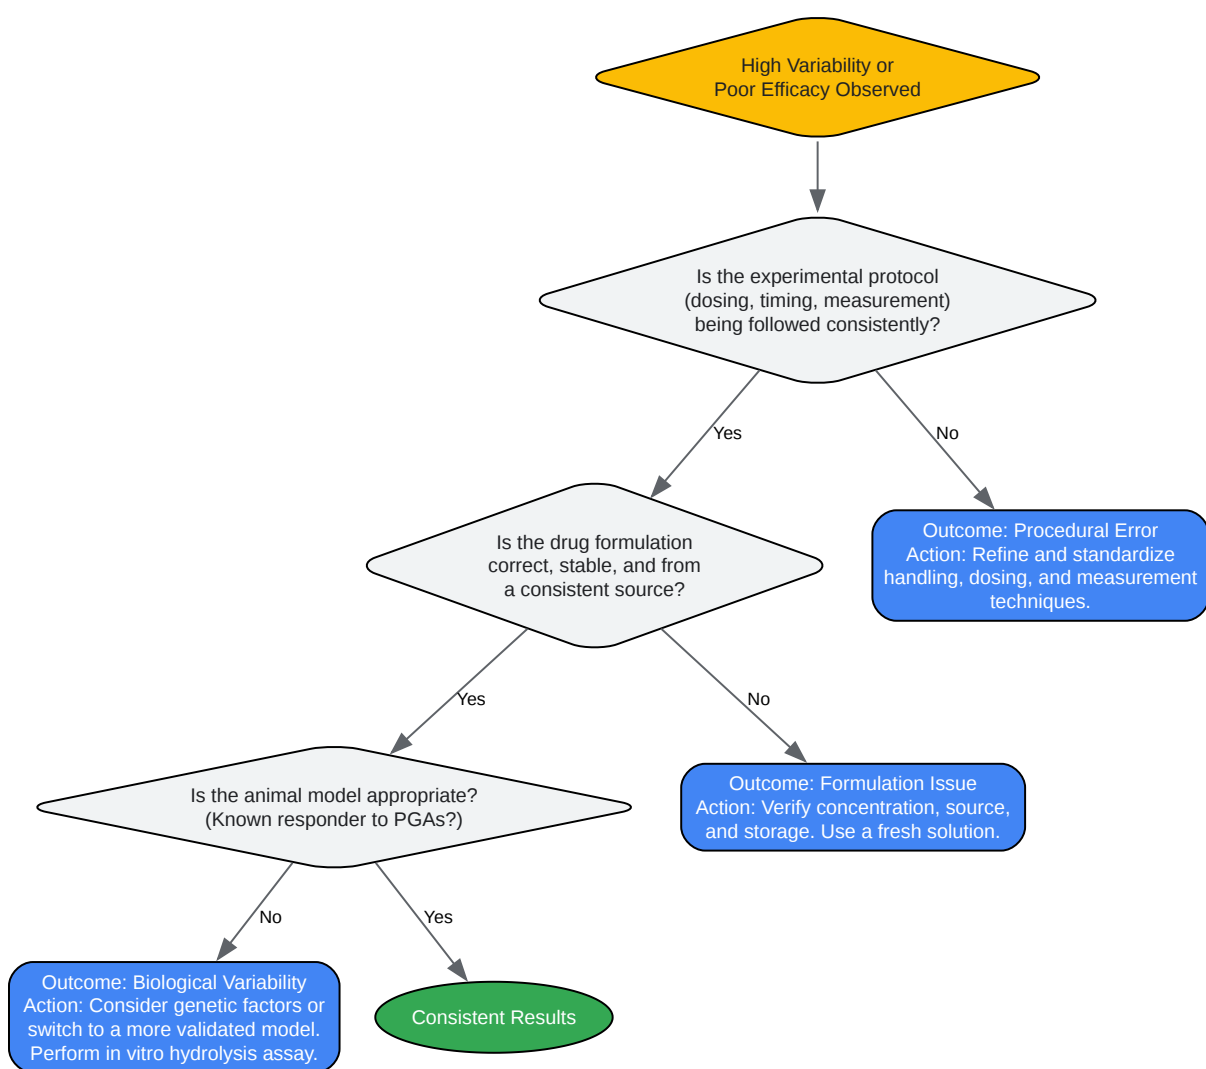 High Variability or
Poor Efficacy Observed
Is the experimental protocol
(dosing, timing, measurement)
being followed consistently?
Yes
No
Is the drug formulation
correct, stable, and from
a consistent source?
Outcome: Procedural Error
Action: Refine and standardize
handling, dosing, and measurement
techniques.
Yes
No
Is the animal model appropriate?
(Known responder to PGAs?)
Outcome: Formulation Issue
Action: Verify concentration, source,
and storage. Use a fresh solution.
No
Yes
Outcome: Biological Variability
Action: Consider genetic factors or
switch to a more validated model.
Perform in vitro hydrolysis assay.
Consistent Results